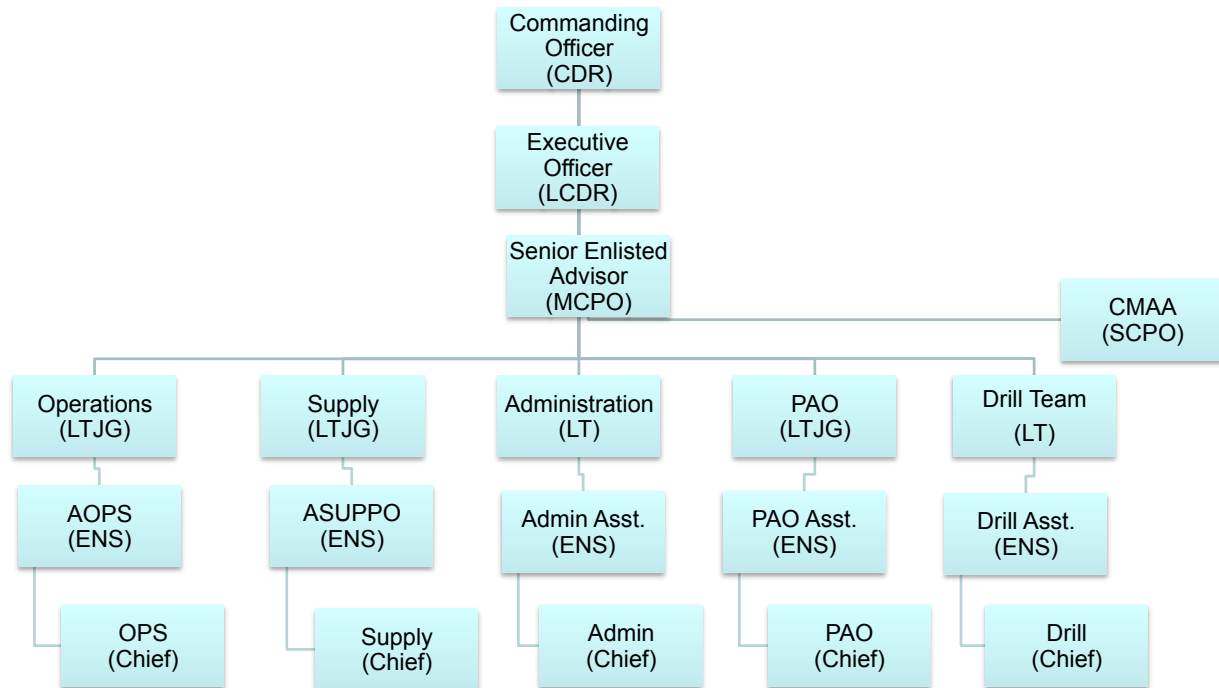 Commanding
Officer
(CDR)
Executive
Officer
(LCDR)
Senior Enlisted
Advisor
(MCPO)
CMAA
(SCPO)
Operations
(LTJG)
Supply
(LTJG)
Administration
(LT)
PAO
(LTJG)
Drill Team
(LT)
AOPS
(ENS)
ASUPPO
(ENS)
Admin Asst.
(ENS)
PAO Asst.
(ENS)
Drill Asst.
(ENS)
OPS
(Chief)
Supply
(Chief)
Admin
(Chief)
PAO
(Chief)
Drill
(Chief)